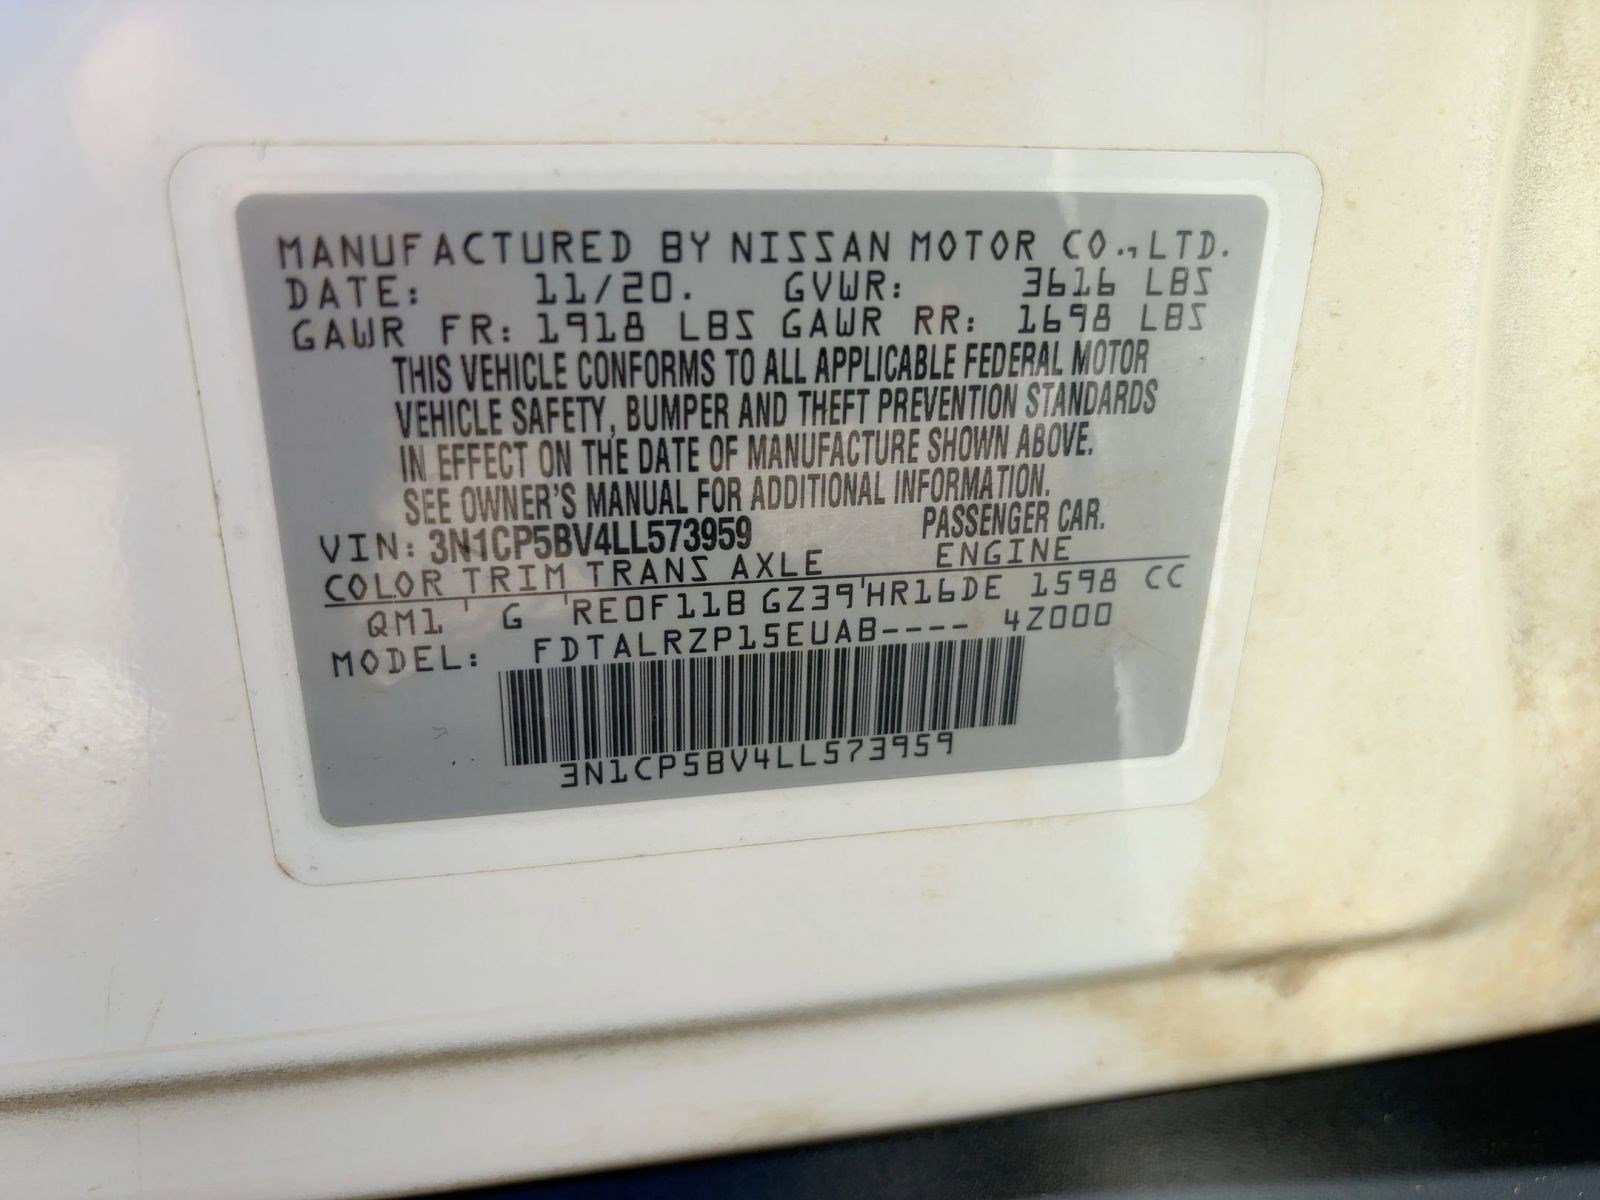 MANUFACTURED BY NISSAN MOTOR CO., LTD.
DATE: 11/20. GVWR: 3616 LBS
GAWR FR: 1918 LBS GAWR RR: 1698 LBS
THIS VEHICLE CONFORMS TO ALL APPLICABLE FEDERAL MOTOR
VEHICLE SAFETY, BUMPER AND THEFT PREVENTION STANDARDS
IN EFFECT ON THE DATE OF MANUFACTURE SHOWN ABOVE.
SEE OWNER'S MANUAL FOR ADDITIONAL INFORMATION.
VIN: 3N1CP5BV4LL573959 PASSENGER CAR.
COLOR TRIM TRANS AXLE ENGINE
QM1 ' G 'RE0F11B GZ39'HR16DE 1598 CC
MODEL: FDTALRZP15EUAB---- 4Z000
3N1CP5BV4LL573959